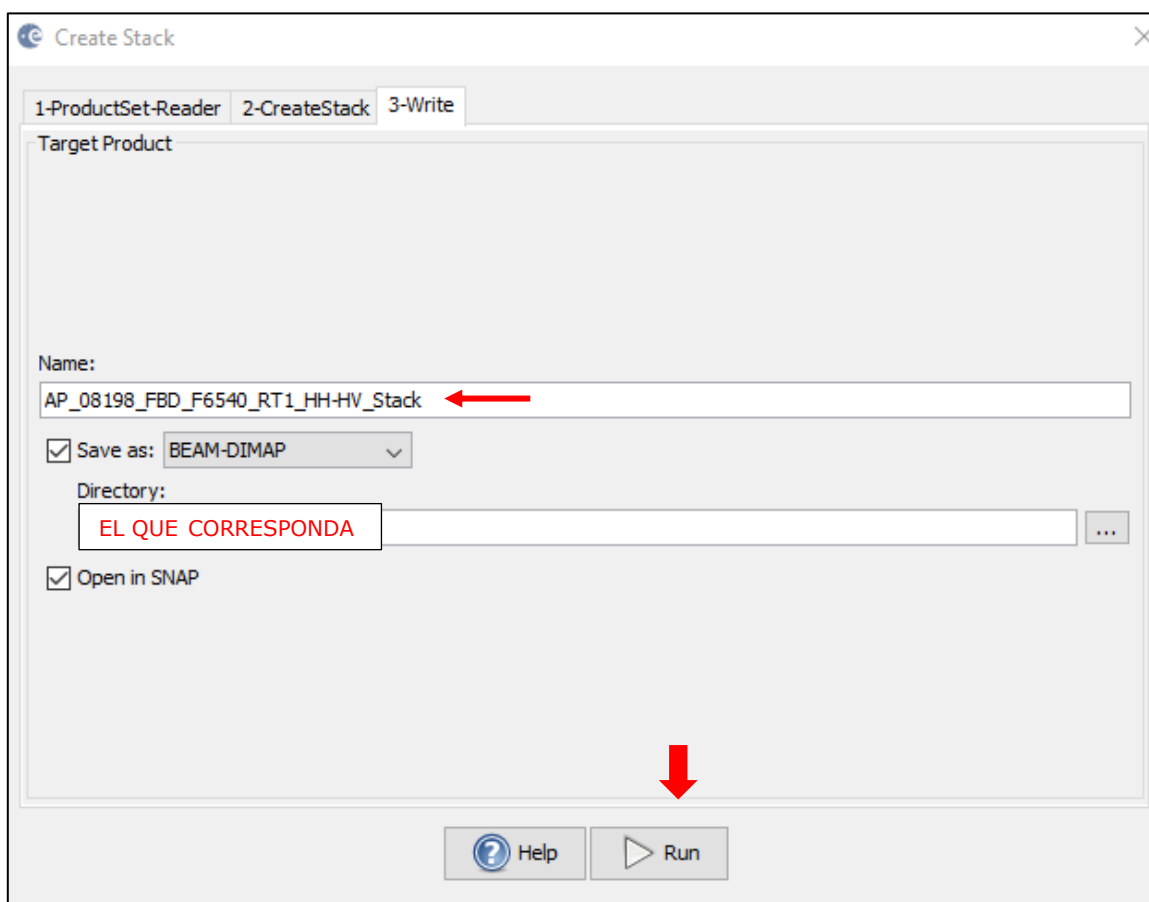 Create Stack
1-ProductSet-Reader 2-CreateStack 3-Write
Target Product
Name:
AP_08198_FBD_F6540_RT1_HH-HV_Stack
Save as: BEAM-DIMAP
Directory:
EL QUE CORRESPONDA
...
Open in SNAP
Help Run